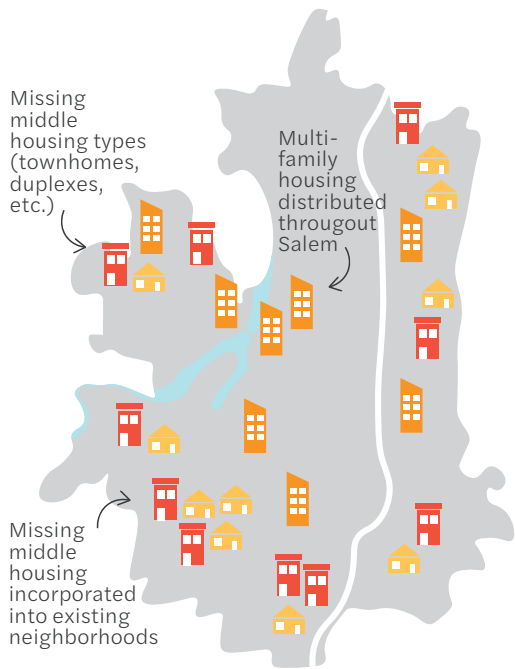 Missing
middle
housing types
(townhomes,
duplexes,
etc.)
Multi-
family
housing
distributed
througout
Salem
Missing
middle
housing
incorporated
into existing
neighborhoods